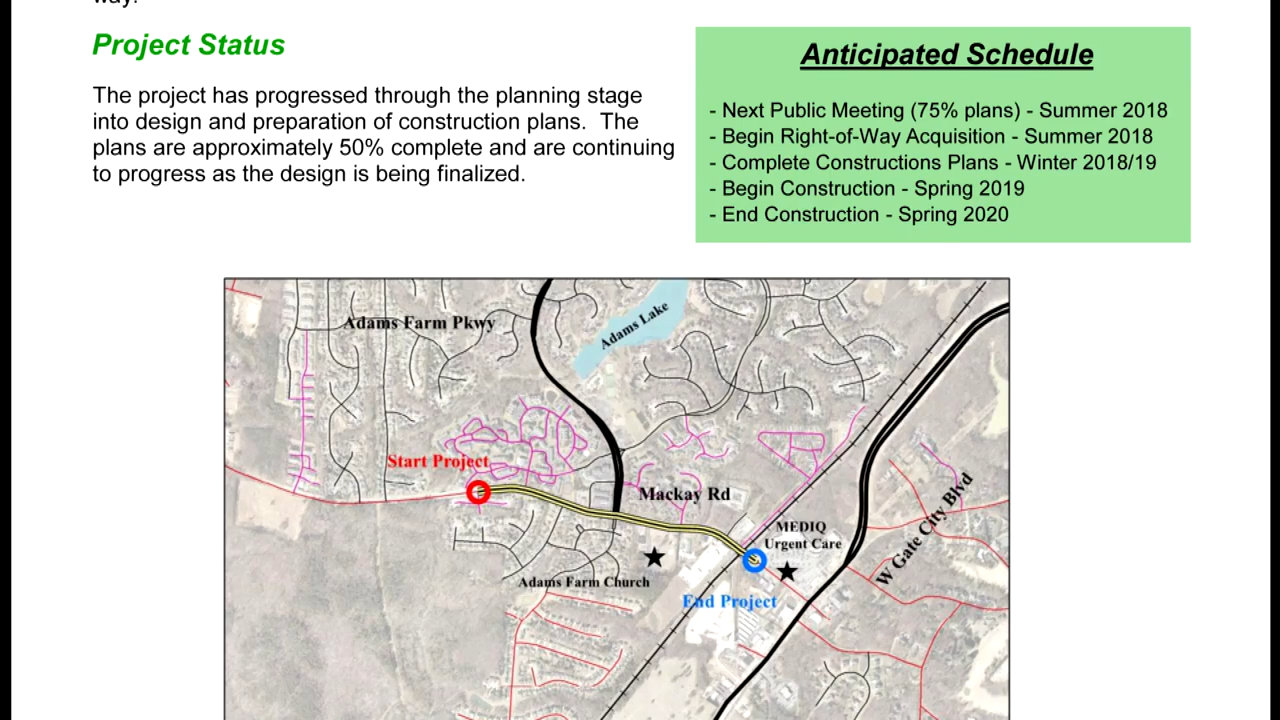 way.
Project Status
The project has progressed through the planning stage
into design and preparation of construction plans.  The
plans are approximately 50% complete and are continuing
to progress as the design is being finalized.
Anticipated Schedule
- Next Public Meeting (75% plans) - Summer 2018
- Begin Right-of-Way Acquisition - Summer 2018
- Complete Constructions Plans - Winter 2018/19
- Begin Construction - Spring 2019
- End Construction - Spring 2020
Adams Farm Pkwy
Adams Lake
Start Project
Mackay Rd
MEDIQ
Urgent Care
W Gate City Blvd
Adams Farm Church
End Project